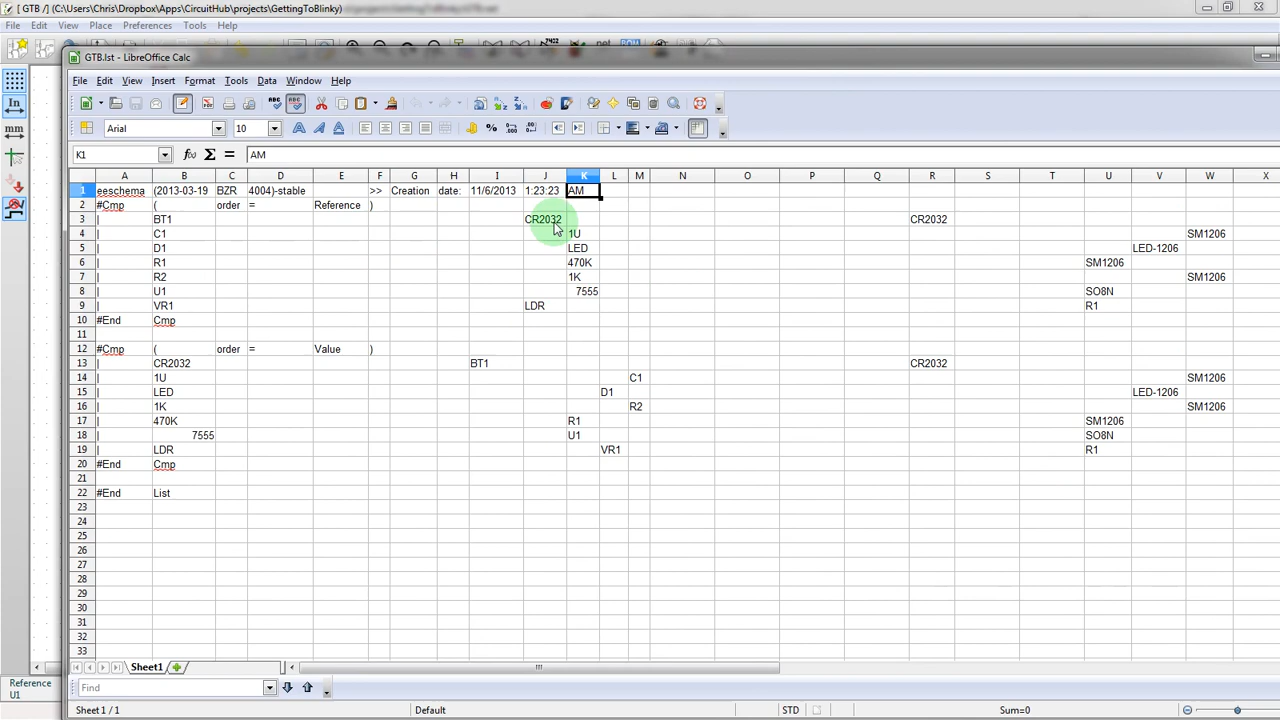 [ GTB /] (C:\Users\Chris\Dropbox\Apps\CircuitHub\projects\GettingToBlinky)
File Edit View Place Preferences Tools Help
GTB.lst - LibreOffice Calc
File Edit View Insert Format Tools Data Window Help
Arial 10
K1 AM
A B C D E F G H I J K L M N O P Q R S T U V W X
1 eeschema (2013-03-19 BZR 4004)-stable >> Creation date: 11/6/2013 1:23:23 AM
2 #Cmp ( order = Reference )
3 | BT1 CR2032 CR2032
4 | C1 1U SM1206
5 | D1 LED LED-1206
6 | R1 470K SM1206
7 | R2 1K SM1206
8 | U1 7555 SO8N
9 | VR1 LDR R1
10 #End Cmp
11
12 #Cmp ( order = Value )
13 | CR2032 BT1 CR2032
14 | 1U C1 SM1206
15 | LED D1 LED-1206
16 | 1K R2 SM1206
17 | 470K R1 SM1206
18 | 7555 U1 SO8N
19 | LDR VR1 R1
20 #End Cmp
21
22 #End List
23
24
25
26
27
28
29
30
31
32
33
In
mm
Sheet1
Reference
U1
Find
Sheet 1 / 1 Default STD Sum=0